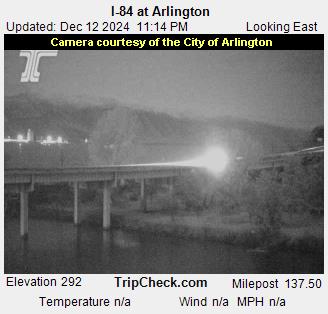 I-84 at Arlington
Updated: Dec 12 2024 11:14 PM Looking East
Camera courtesy of the City of Arlington
Elevation 292 TripCheck.com Milepost 137.50
Temperature n/a Wind n/a MPH n/a